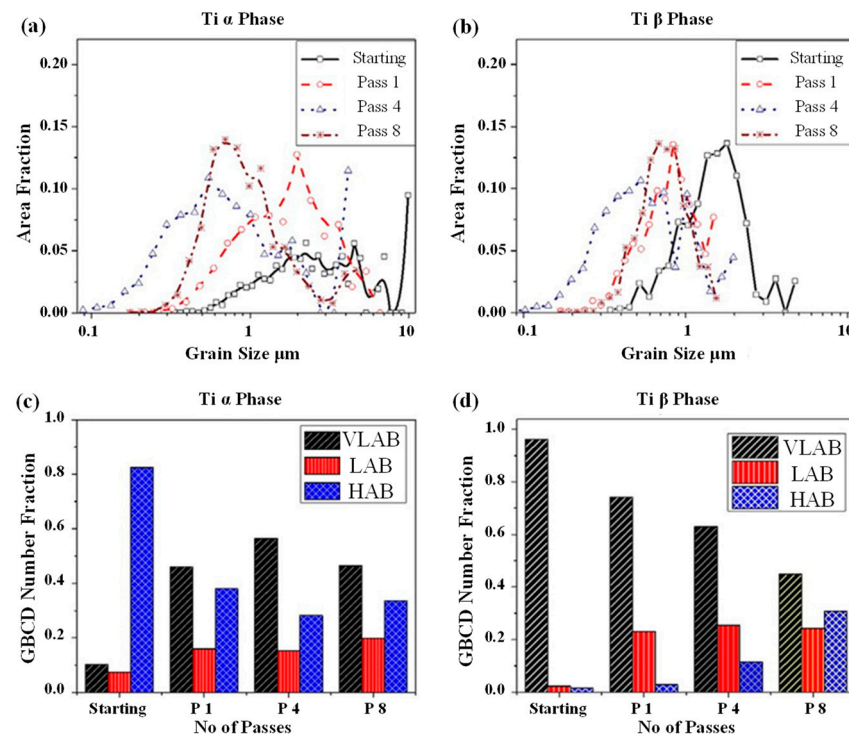 Ti α Phase
(a)
Starting
Pass 1
Pass 4
Pass 8
0.20
0.15
0.10
0.05
0.00
Area Fraction
0.1
1
10
Grain Size μm
Ti β Phase
(b)
Starting
Pass 1
Pass 4
Pass 8
0.20
0.15
0.10
0.05
0.00
Area Fraction
0.1
1
10
Grain Size μm
Ti α Phase
(c)
VLAB
LAB
HAB
1.0
0.8
0.6
0.4
0.2
0.0
GBCD Number Fraction
Starting
P 1
P 4
P 8
No of Passes
Ti β Phase
(d)
VLAB
LAB
HAB
1.0
0.8
0.6
0.4
0.2
0.0
GBCD Number Fraction
Starting
P 1
P 4
P 8
No of Passes